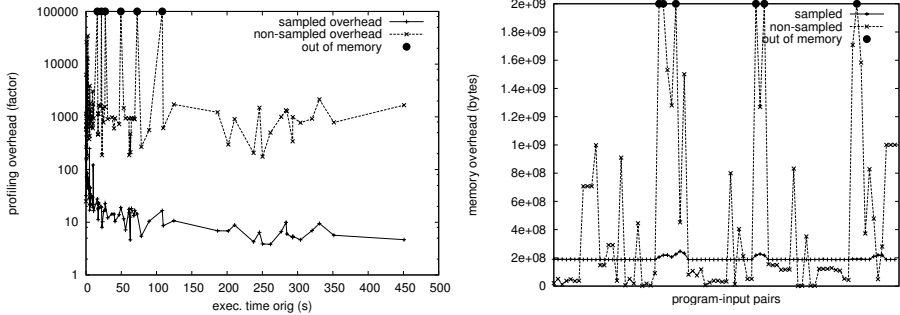 100000
10000
1000
100
10
1
0 50 100 150 200 250 300 350 400 450 500
profiling overhead (factor)
exec. time orig (s)
sampled overhead
non-sampled overhead
out of memory
2e+09
1.8e+09
1.6e+09
1.4e+09
1.2e+09
1e+09
8e+08
6e+08
4e+08
2e+08
0
memory overhead (bytes)
program-input pairs
sampled
non-sampled
out of memory